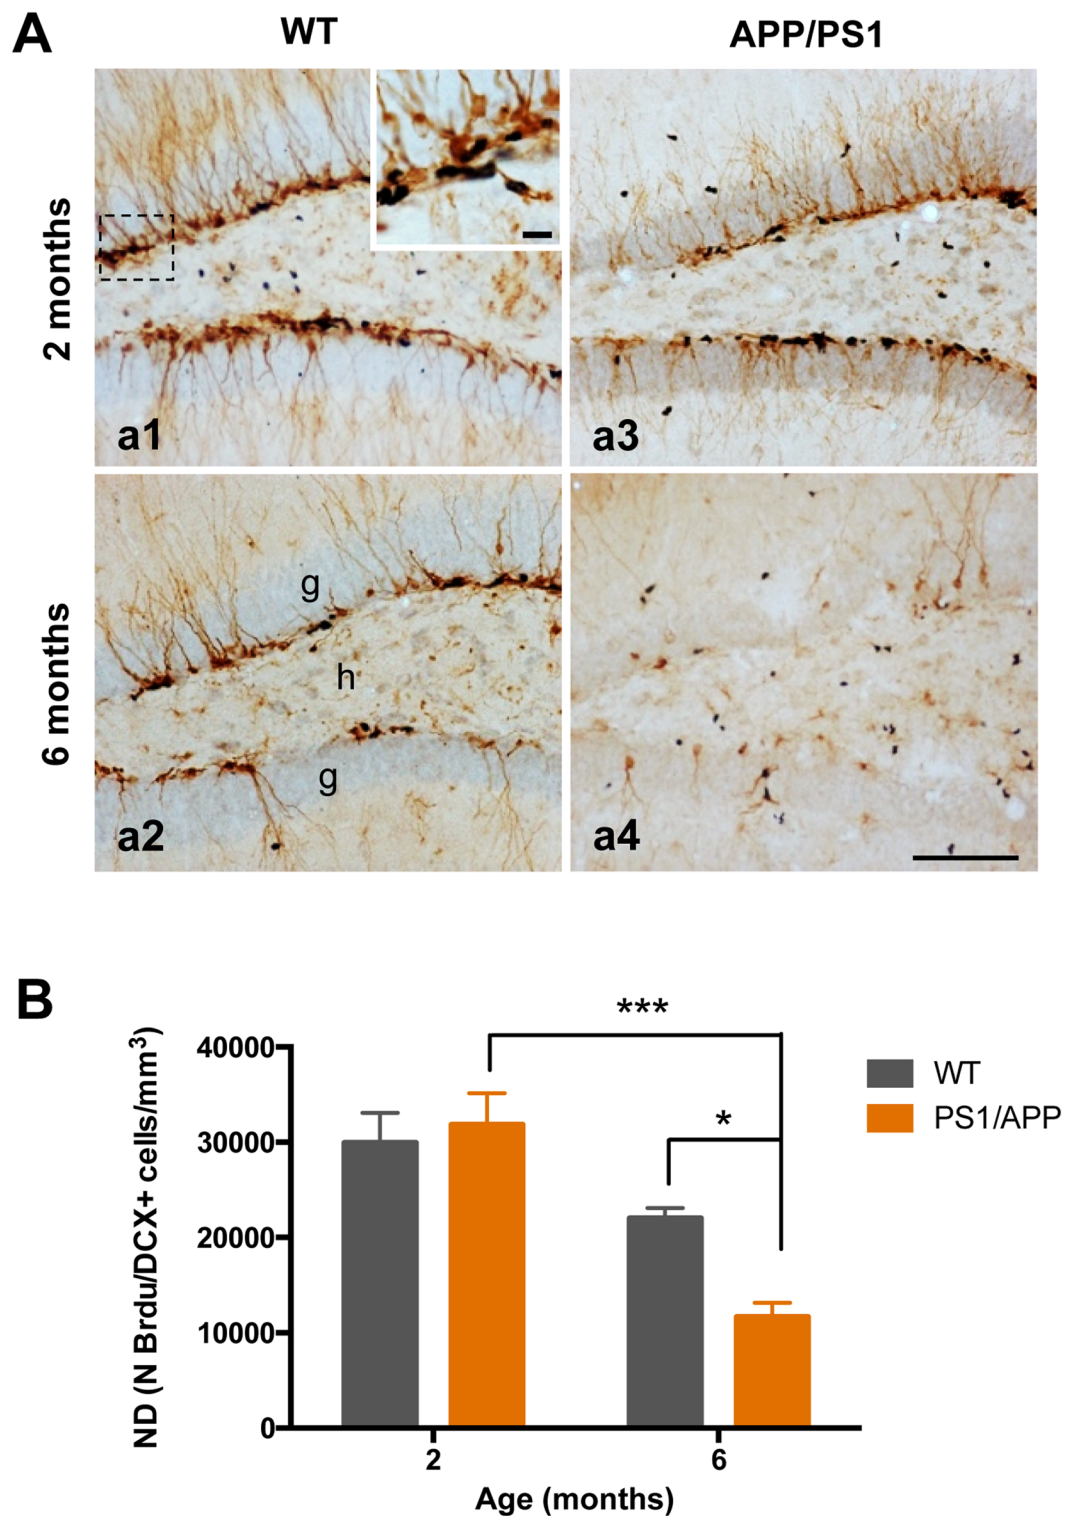 A
WT
APP/PS1
2 months
a1
a3
6 months
g
h
g
a2
a4
B
***
*
ND (N Brdu/DCX+ cells/mm³)
40000
30000
20000
10000
0
2
6
Age (months)
WT
PS1/APP